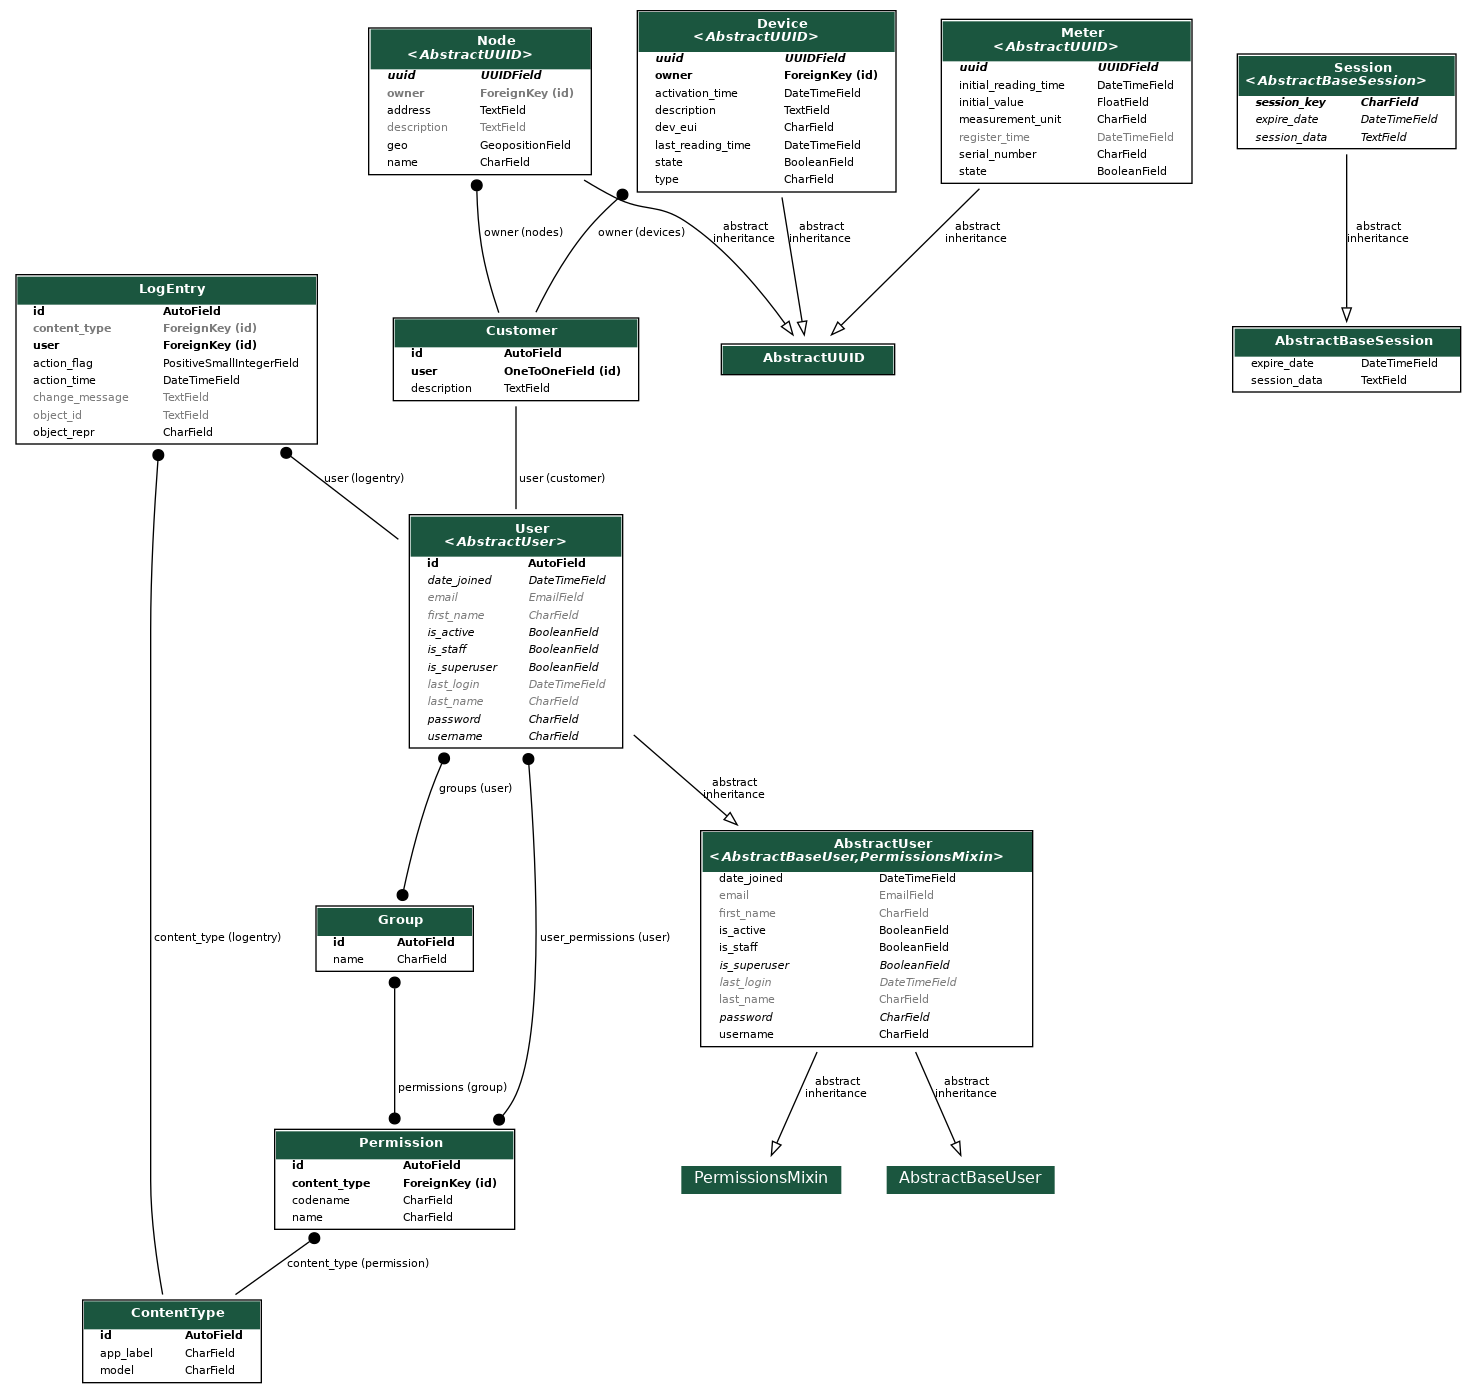 Node
<AbstractUUID>
uuid UUIDField
owner ForeignKey (id)
address TextField
description TextField
geo GeopositionField
name CharField
Device
<AbstractUUID>
uuid UUIDField
owner ForeignKey (id)
activation_time DateTimeField
description TextField
dev_eui CharField
last_reading_time DateTimeField
state BooleanField
type CharField
Meter
<AbstractUUID>
uuid UUIDField
initial_reading_time DateTimeField
initial_value FloatField
measurement_unit CharField
register_time DateTimeField
serial_number CharField
state BooleanField
Session
<AbstractBaseSession>
session_key CharField
expire_date DateTimeField
session_data TextField
owner (nodes)
owner (devices)
abstract
inheritance
abstract
inheritance
abstract
inheritance
abstract
inheritance
LogEntry
id AutoField
content_type ForeignKey (id)
user ForeignKey (id)
action_flag PositiveSmallIntegerField
action_time DateTimeField
change_message TextField
object_id TextField
object_repr CharField
Customer
id AutoField
user OneToOneField (id)
description TextField
AbstractUUID
AbstractBaseSession
expire_date DateTimeField
session_data TextField
user (logentry)
user (customer)
User
<AbstractUser>
id AutoField
date_joined DateTimeField
email EmailField
first_name CharField
is_active BooleanField
is_staff BooleanField
is_superuser BooleanField
last_login DateTimeField
last_name CharField
password CharField
username CharField
groups (user)
abstract
inheritance
AbstractUser
<AbstractBaseUser,PermissionsMixin>
date_joined DateTimeField
email EmailField
first_name CharField
is_active BooleanField
is_staff BooleanField
is_superuser BooleanField
last_login DateTimeField
last_name CharField
password CharField
username CharField
Group
id AutoField
name CharField
content_type (logentry)
user_permissions (user)
permissions (group)
abstract
inheritance
abstract
inheritance
Permission
id AutoField
content_type ForeignKey (id)
codename CharField
name CharField
PermissionsMixin
AbstractBaseUser
content_type (permission)
ContentType
id AutoField
app_label CharField
model CharField